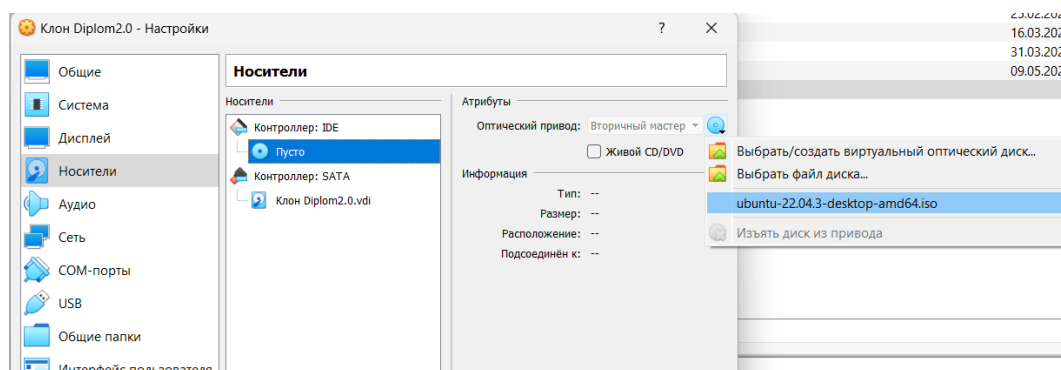 Клон Diplom2.0 - Настройки
?
Общие
Система
Дисплей
Носители
Аудио
Сеть
COM-порты
USB
Общие папки
Интерфейс пользователя
Носители
Носители
Контроллер: IDE
Пусто
Контроллер: SATA
Клон Diplom2.0.vdi
Атрибуты
Оптический привод: Вторичный мастер
Живой CD/DVD
Информация
Тип: --
Размер: --
Расположение: --
Подсоединён к: --
16.03.202
31.03.202
09.05.202
Выбрать/создать виртуальный оптический диск...
Выбрать файл диска...
ubuntu-22.04.3-desktop-amd64.iso
Изъять диск из привода